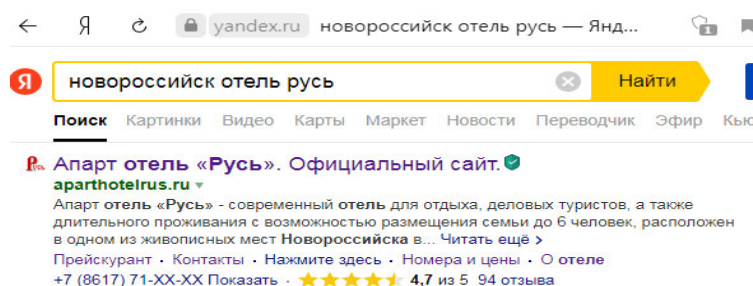 Я yandex.ru новороссийск отель русь — Янд...
1
Я новороссийск отель русь Найти
Поиск Картинки Видео Карты Маркет Новости Переводчик Эфир Кью
Апарт отель «Русь». Официальный сайт.
aparthotelrus.ru
Апарт отель «Русь» - современный отель для отдыха, деловых туристов, а также
длительного проживания с возможностью размещения семьи до 6 человек, расположен
в одном из живописных мест Новороссийска в... Читать ещё >
Прейскурант · Контакты · Нажмите здесь · Номера и цены · О отеле
+7 (8617) 71-XX-XX Показать · 4,7 из 5 94 отзыва